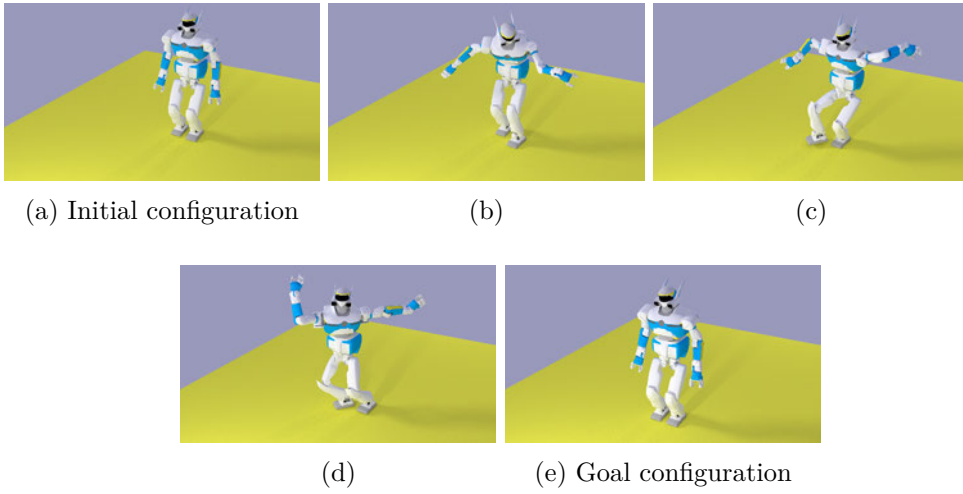 (a) Initial configuration
(b)
(c)
(d)
(e) Goal configuration